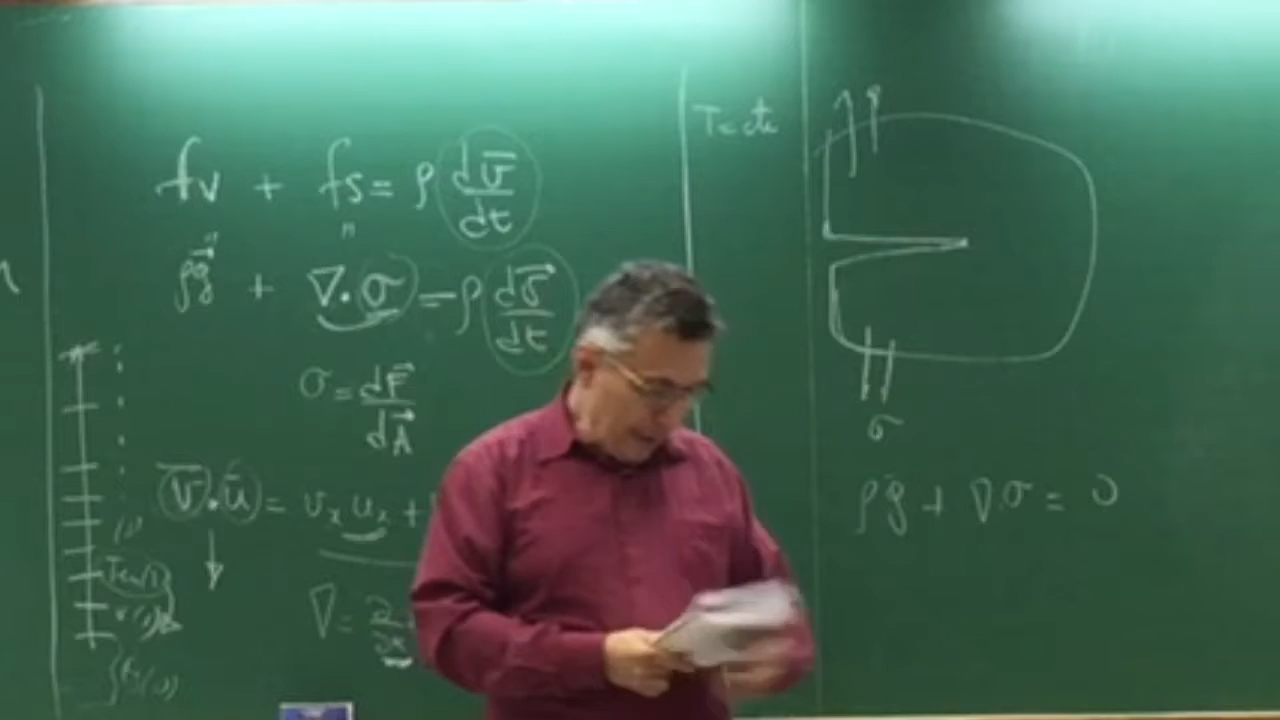 fv + fs = ρ dv̄/dt
" "
ρg⃗ + ∇·σ = ρ dv⃗/dt
σ = dF⃗/dA⃗
v̄·ū = vₓ uₓ +
∇ = ∂/∂x
T = cte
σ
ρg + ∇·σ = 0